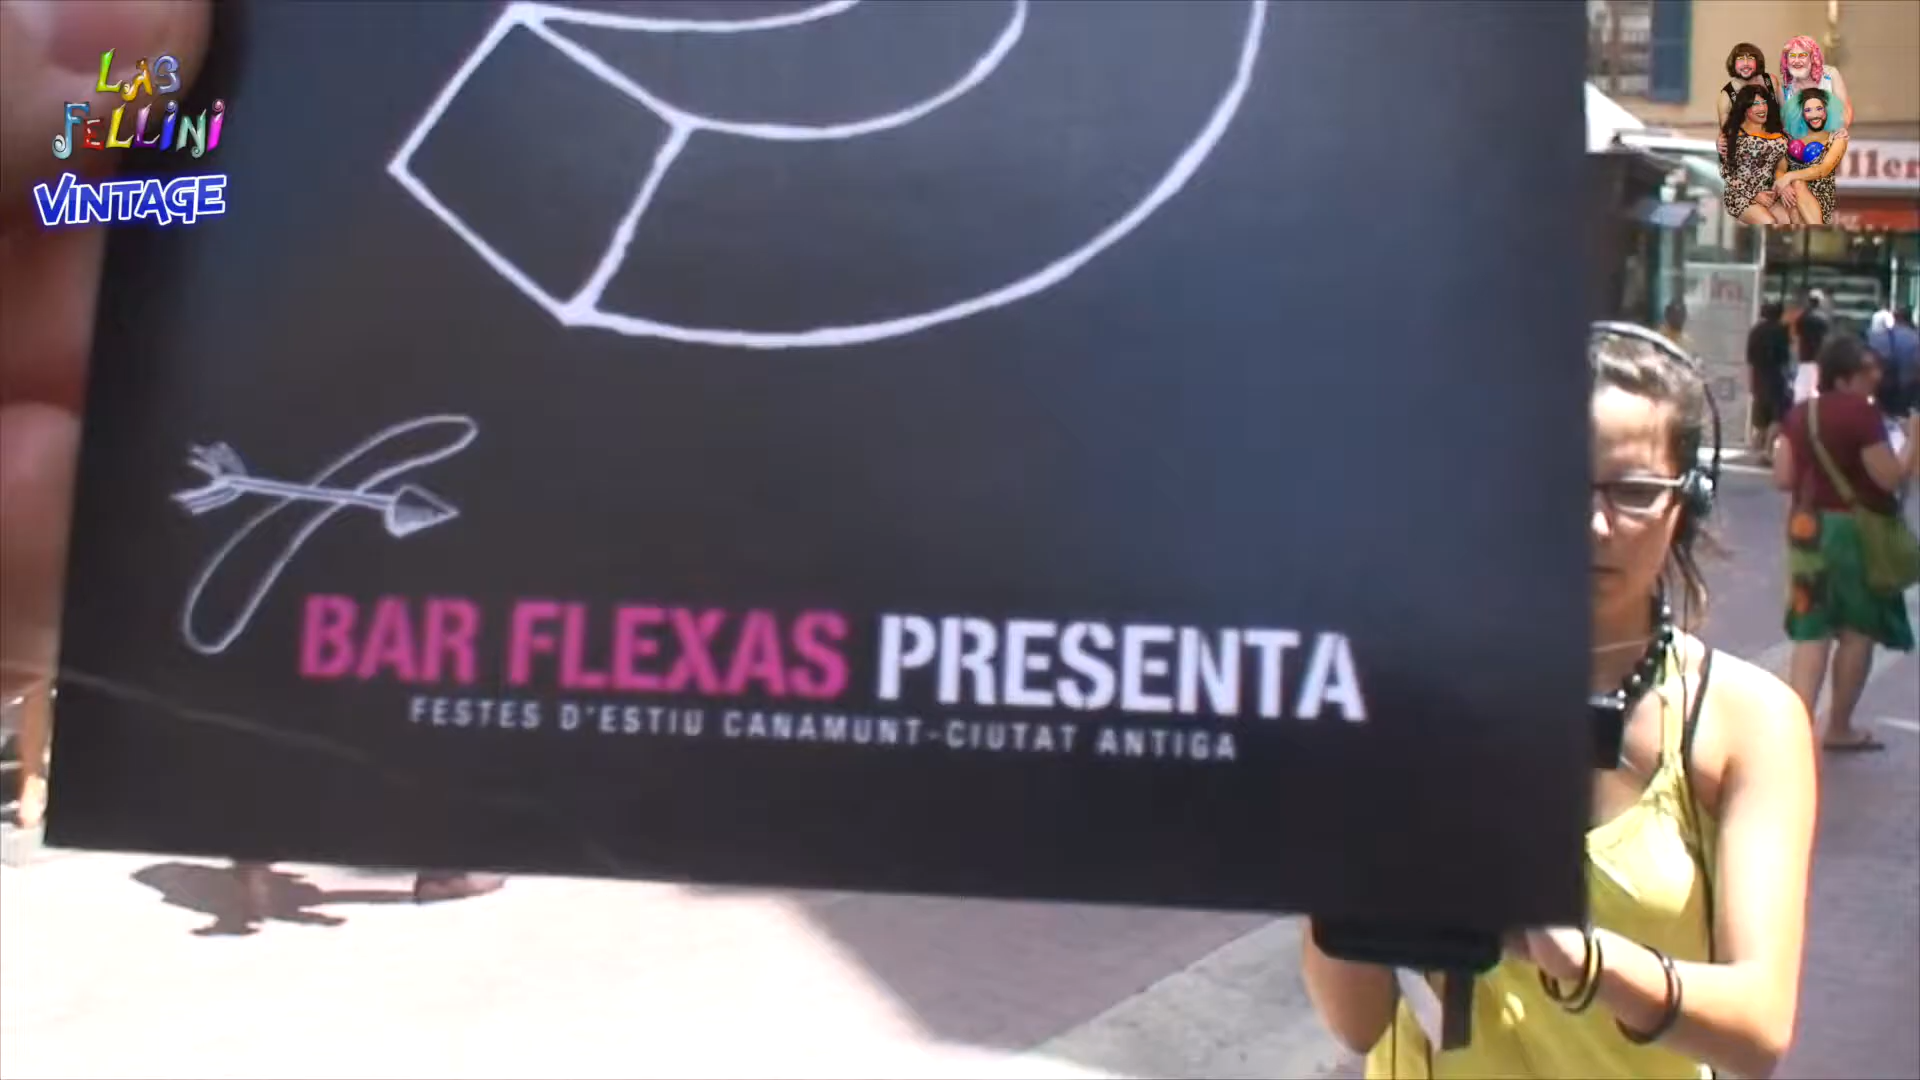 LAS
FELLINI
VINTAGE
BAR FLEXAS PRESENTA
FESTES D'ESTIU CANAMUNT-CIUTAT ANTIGA